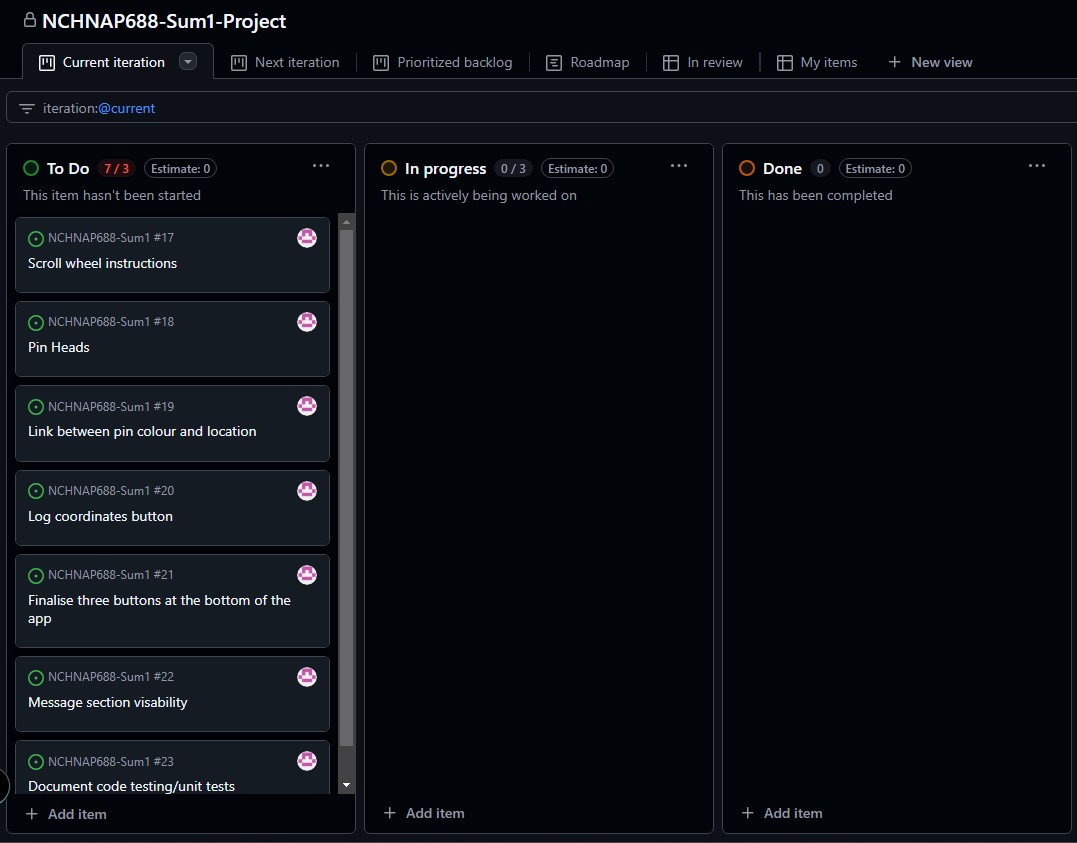 NCHNAP688-Sum1-Project
Current iteration
Next iteration
Prioritized backlog
Roadmap
In review
My items
New view
iteration:@current
To Do 7 / 3 Estimate: 0
This item hasn't been started
NCHNAP688-Sum1 #17
Scroll wheel instructions
NCHNAP688-Sum1 #18
Pin Heads
NCHNAP688-Sum1 #19
Link between pin colour and location
NCHNAP688-Sum1 #20
Log coordinates button
NCHNAP688-Sum1 #21
Finalise three buttons at the bottom of the
app
NCHNAP688-Sum1 #22
Message section visability
NCHNAP688-Sum1 #23
Document code testing/unit tests
Add item
In progress 0 / 3 Estimate: 0
This is actively being worked on
Add item
Done 0 Estimate: 0
This has been completed
Add item